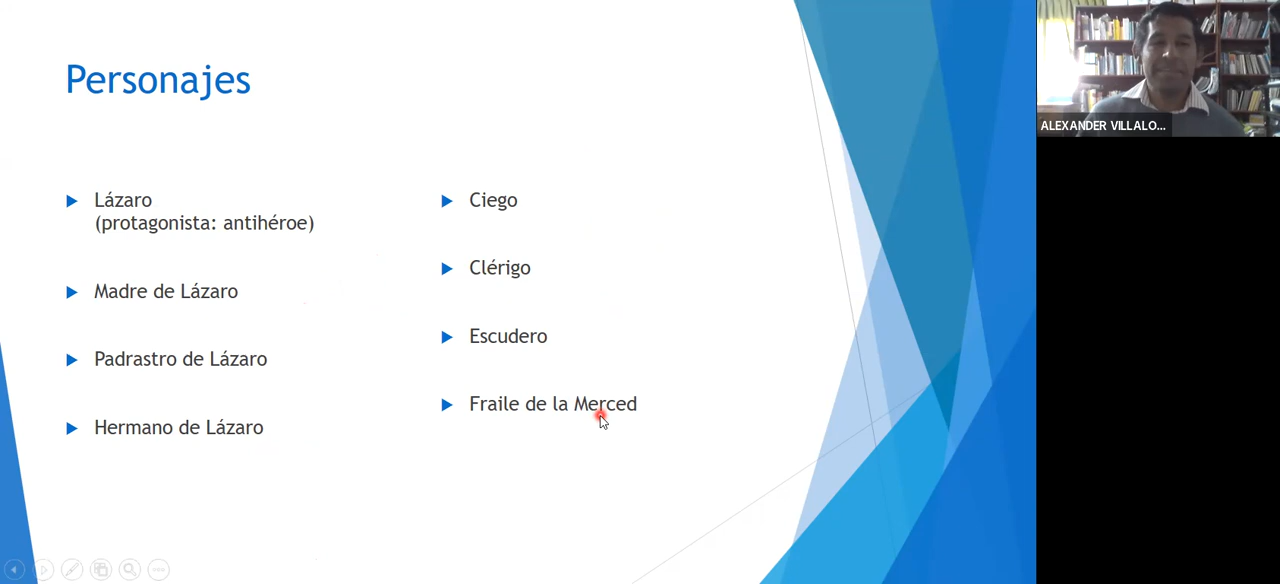 Personajes
Lázaro
(protagonista: antihéroe)
Madre de Lázaro
Padrastro de Lázaro
Hermano de Lázaro
Ciego
Clérigo
Escudero
Fraile de la Merced
ALEXANDER VILLALO...